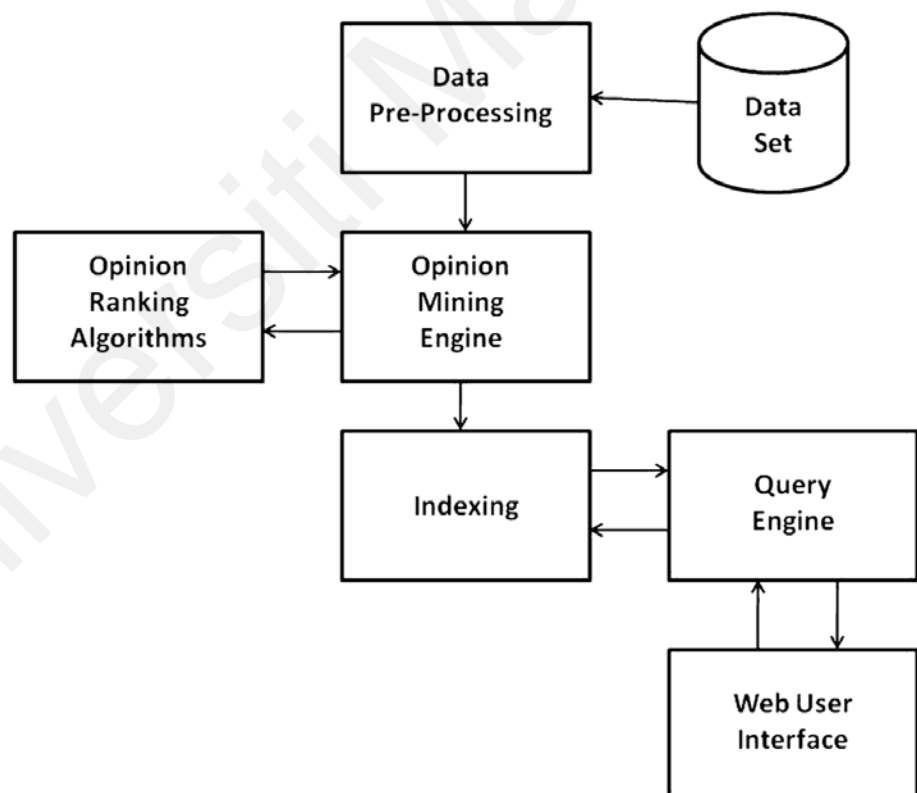 Data
Pre-Processing
Data
Set
Opinion
Ranking
Algorithms
Opinion
Mining
Engine
Indexing
Query
Engine
Web User
Interface